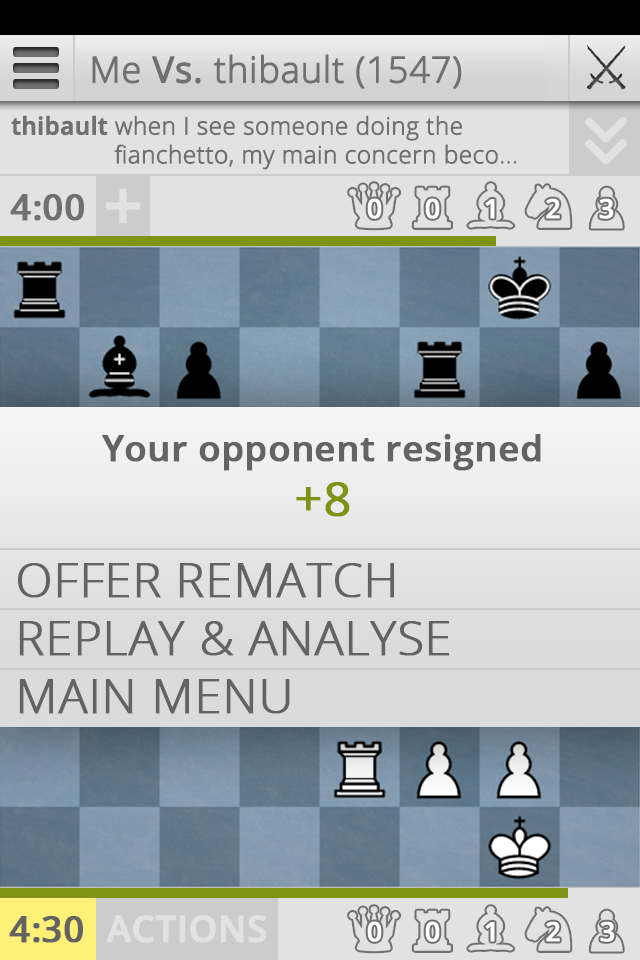 Me Vs. thibault (1547)
thibault when I see someone doing the
fianchetto, my main concern beco...
4:00 + 0 0 1 2 3
Your opponent resigned
+8
OFFER REMATCH
REPLAY & ANALYSE
MAIN MENU
4:30 ACTIONS 0 0 1 2 3